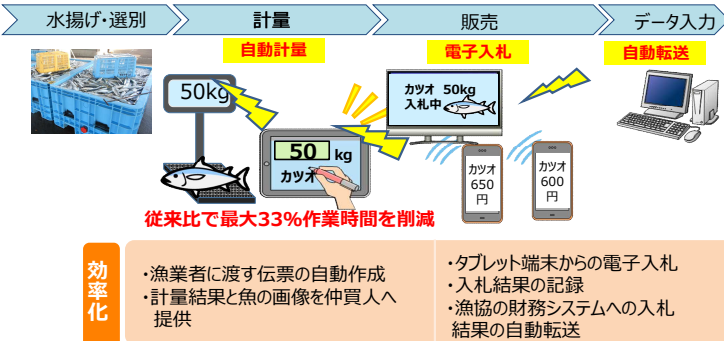 水揚げ・選別
計量
販売
データ入力
自動計量
電子入札
自動転送
50kg
50 kg
カツオ
カツオ 50kg
入札中
カツオ
650
円
カツオ
600
円
従来比で最大33%作業時間を削減
効率化
・漁業者に渡す伝票の自動作成
・計量結果と魚の画像を仲買人へ
提供
・タブレット端末からの電子入札
・入札結果の記録
・漁協の財務システムへの入札
結果の自動転送